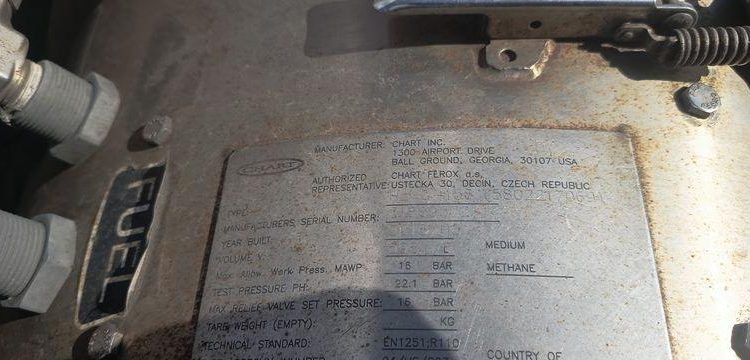 FUEL
CHART
MANUFACTURER: CHART INC.
1300 AIRPORT DRIVE
BALL GROUND, GEORGIA, 30107 USA
AUTHORIZED CHART FEROX a.s.
REPRESENTATIVE: USTECKA 30, DECIN, CZECH REPUBLIC
TYPE:
MANUFACTURERS SERIAL NUMBER:
YEAR BUILT
VOLUME V: L MEDIUM
Max Allow. Work Press. MAWP 16 BAR METHANE
TEST PRESSURE PH: 22.1 BAR
MAX RELIEF VALVE SET PRESSURE: 16 BAR
TARE WEIGHT (EMPTY): KG
TECHNICAL STANDARD: EN1251;R110
COUNTRY OF